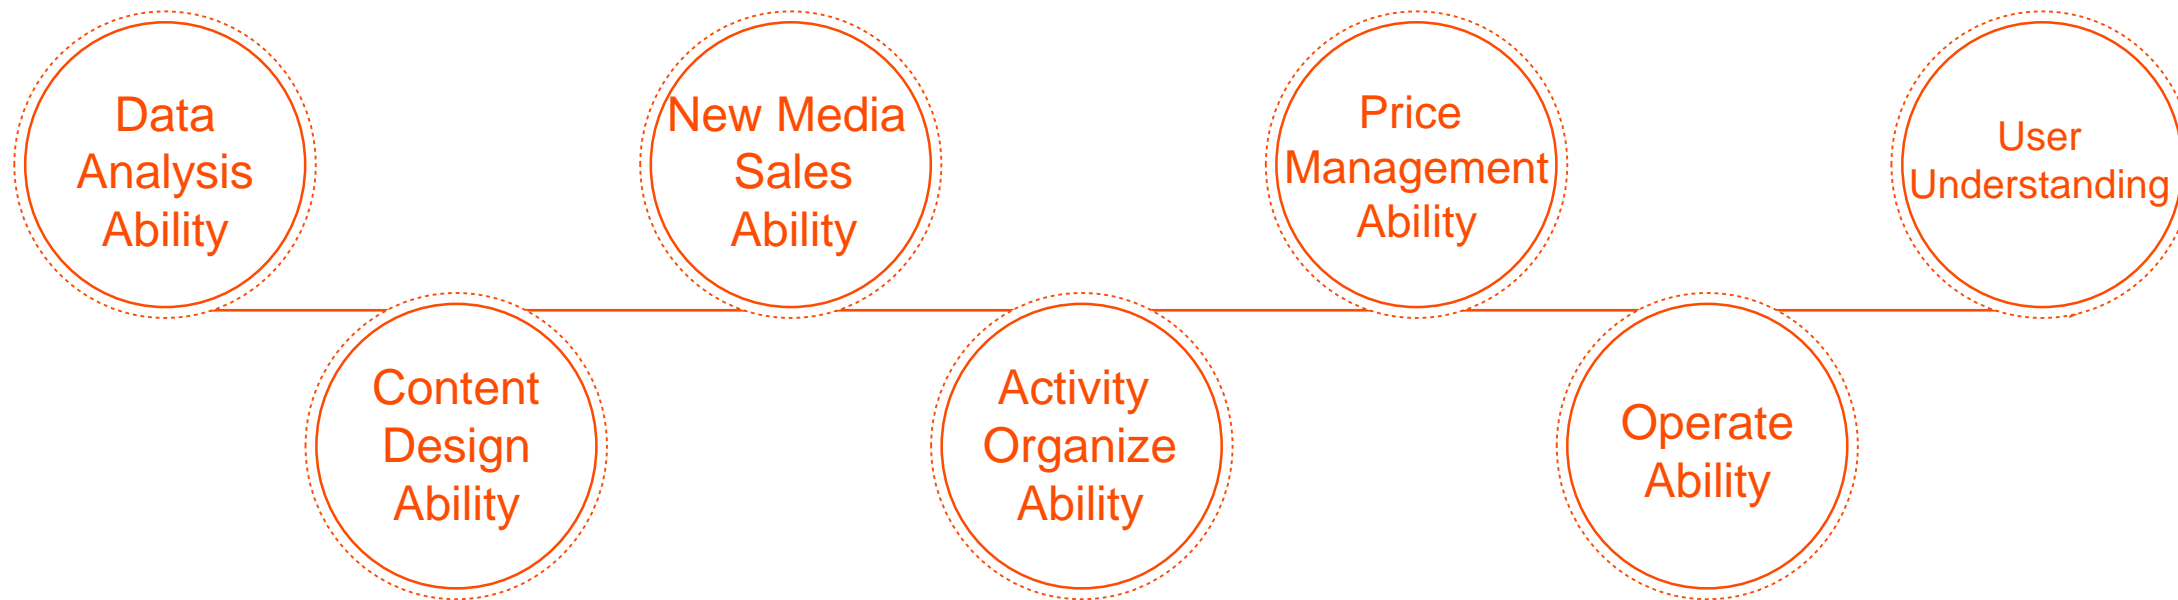 Data
Analysis
Ability
Content
Design
Ability
New Media
Sales
Ability
Activity
Organize
Ability
Price
Management
Ability
Operate
Ability
User
Understanding